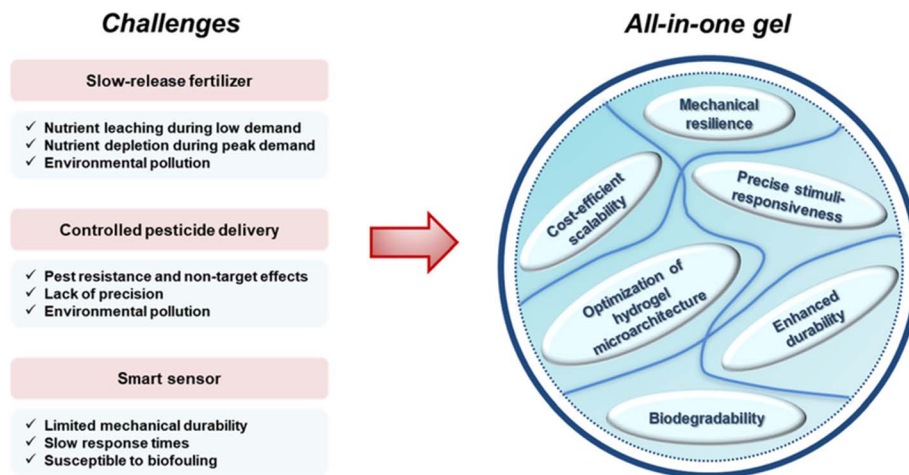 Challenges
Slow-release fertilizer
✓ Nutrient leaching during low demand
✓ Nutrient depletion during peak demand
✓ Environmental pollution
Controlled pesticide delivery
✓ Pest resistance and non-target effects
✓ Lack of precision
✓ Environmental pollution
Smart sensor
✓ Limited mechanical durability
✓ Slow response times
✓ Susceptible to biofouling
All-in-one gel
Mechanical
resilience
Cost-efficient
scalability
Precise stimuli-
responsiveness
Optimization of
hydrogel
microarchitecture
Enhanced
durability
Biodegradability